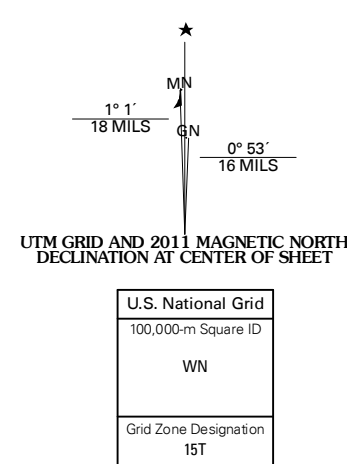 MN
1° 1´
18 MILS
GN
0° 53´
16 MILS
UTM GRID AND 2011 MAGNETIC NORTH
DECLINATION AT CENTER OF SHEET
U.S. National Grid
100,000-m Square ID
WN
Grid Zone Designation
15T